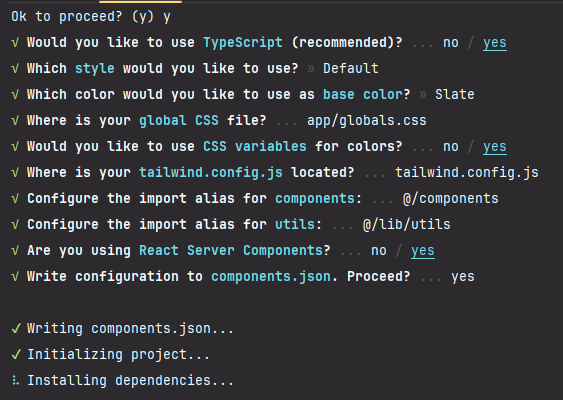 Ok to proceed? (y) y
√ Would you like to use TypeScript (recommended)? ... no / yes
√ Which style would you like to use? » Default
√ Which color would you like to use as base color? » Slate
√ Where is your global CSS file? ... app/globals.css
√ Would you like to use CSS variables for colors? ... no / yes
√ Where is your tailwind.config.js located? ... tailwind.config.js
√ Configure the import alias for components: ... @/components
√ Configure the import alias for utils: ... @/lib/utils
√ Are you using React Server Components? ... no / yes
√ Write configuration to components.json. Proceed? ... yes
✓ Writing components.json...
✓ Initializing project...
⠧ Installing dependencies...